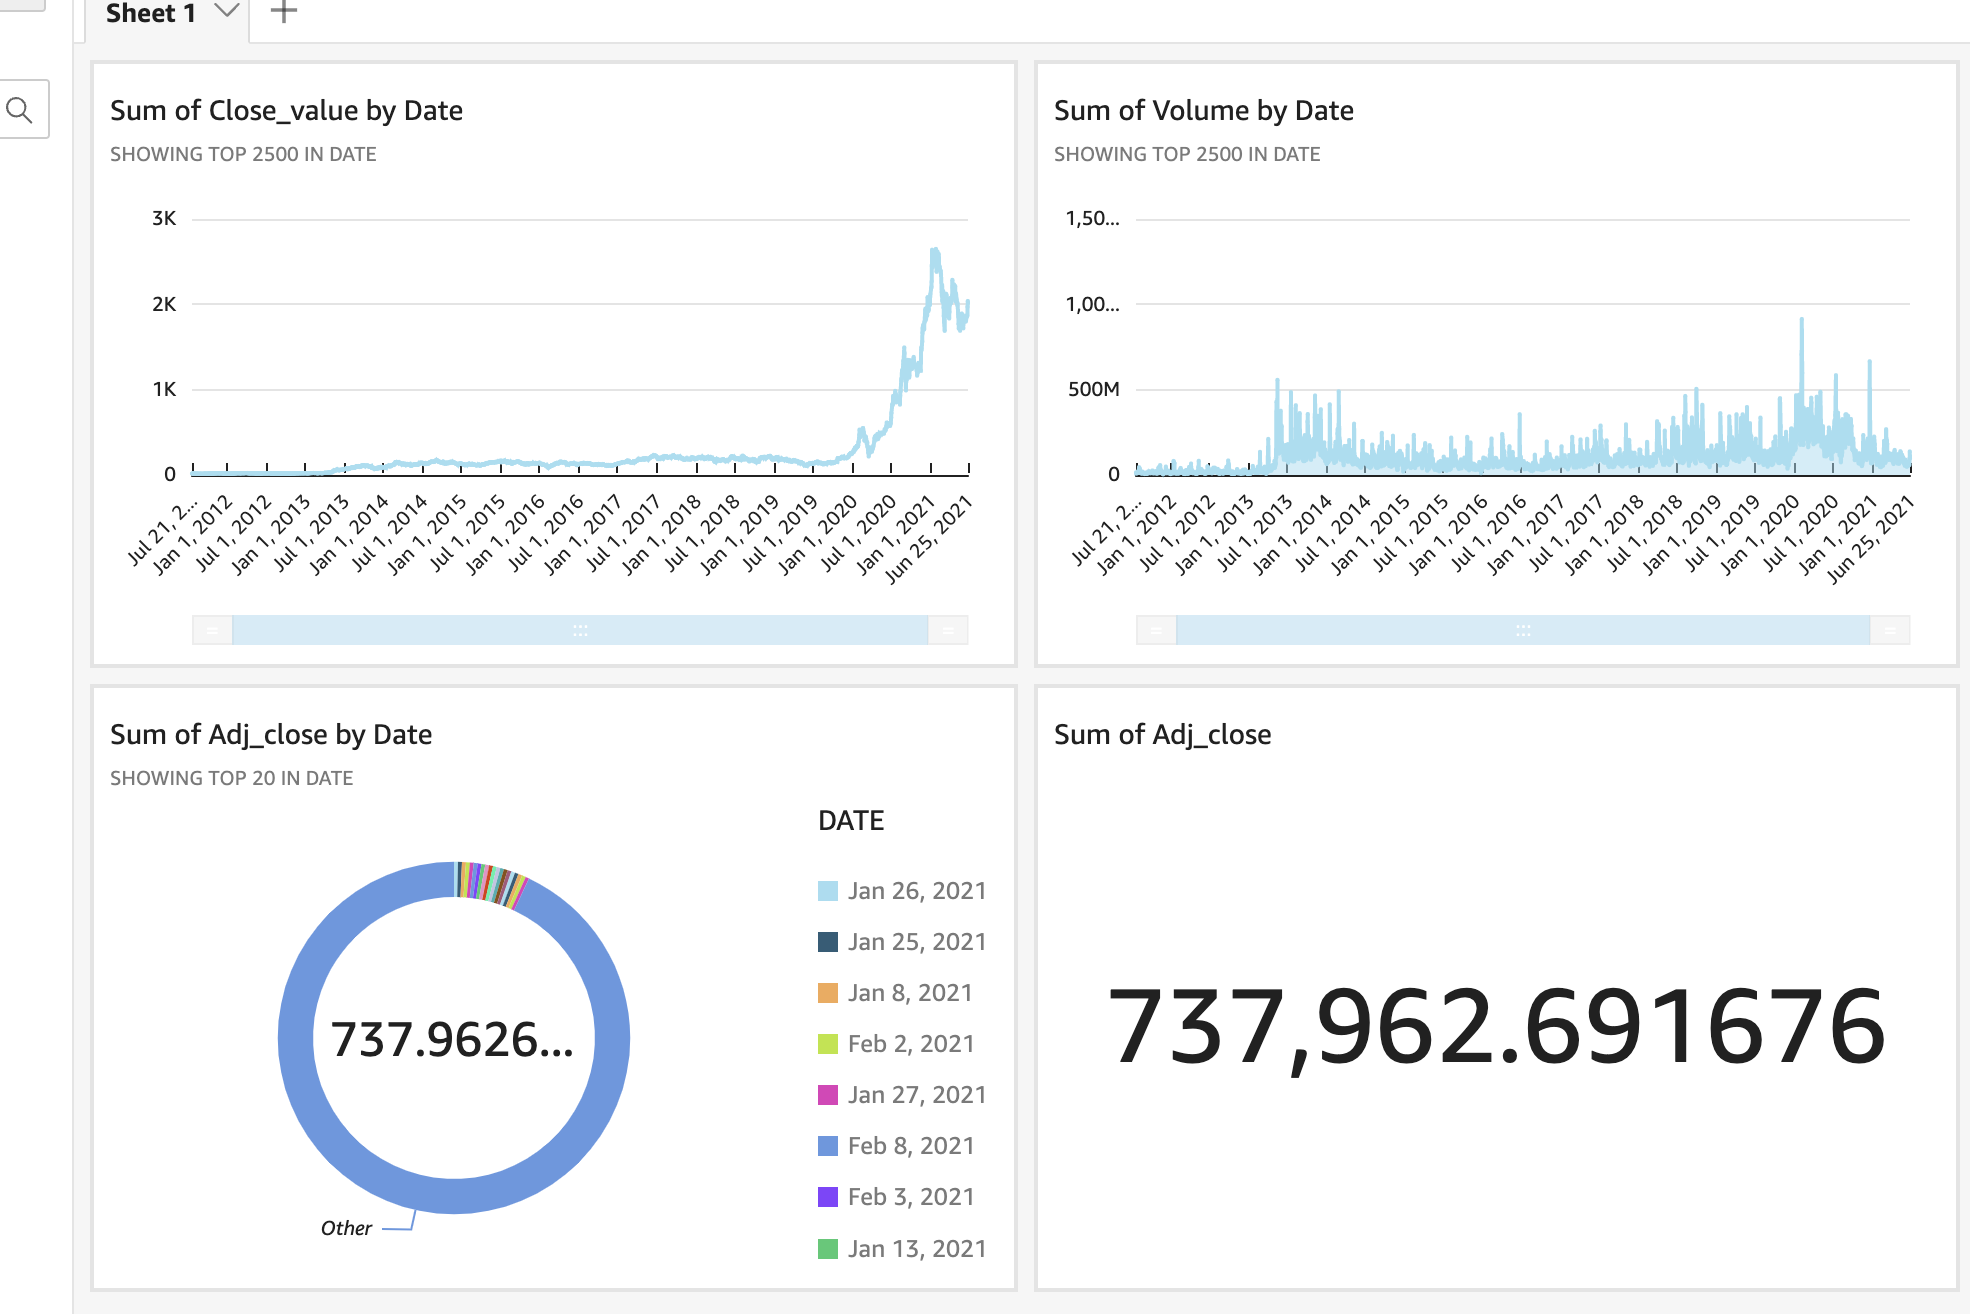 Sheet 1
Sum of Close_value by Date
SHOWING TOP 2500 IN DATE
3K
2K
1K
0
Jul 21, 2...
Jan 1, 2012
Jul 1, 2012
Jan 1, 2013
Jul 1, 2013
Jan 1, 2014
Jul 1, 2014
Jan 1, 2015
Jul 1, 2015
Jan 1, 2016
Jul 1, 2016
Jan 1, 2017
Jul 1, 2017
Jan 1, 2018
Jul 1, 2018
Jan 1, 2019
Jul 1, 2019
Jan 1, 2020
Jul 1, 2020
Jan 1, 2021
Jun 25, 2021
Sum of Volume by Date
SHOWING TOP 2500 IN DATE
1,50...
1,00...
500M
0
Jul 21, 2...
Jan 1, 2012
Jul 1, 2012
Jan 1, 2013
Jul 1, 2013
Jan 1, 2014
Jul 1, 2014
Jan 1, 2015
Jul 1, 2015
Jan 1, 2016
Jul 1, 2016
Jan 1, 2017
Jul 1, 2017
Jan 1, 2018
Jul 1, 2018
Jan 1, 2019
Jul 1, 2019
Jan 1, 2020
Jul 1, 2020
Jan 1, 2021
Jun 25, 2021
Sum of Adj_close by Date
SHOWING TOP 20 IN DATE
737.9626...
Other
DATE
Jan 26, 2021
Jan 25, 2021
Jan 8, 2021
Feb 2, 2021
Jan 27, 2021
Feb 8, 2021
Feb 3, 2021
Jan 13, 2021
Sum of Adj_close
737,962.691676